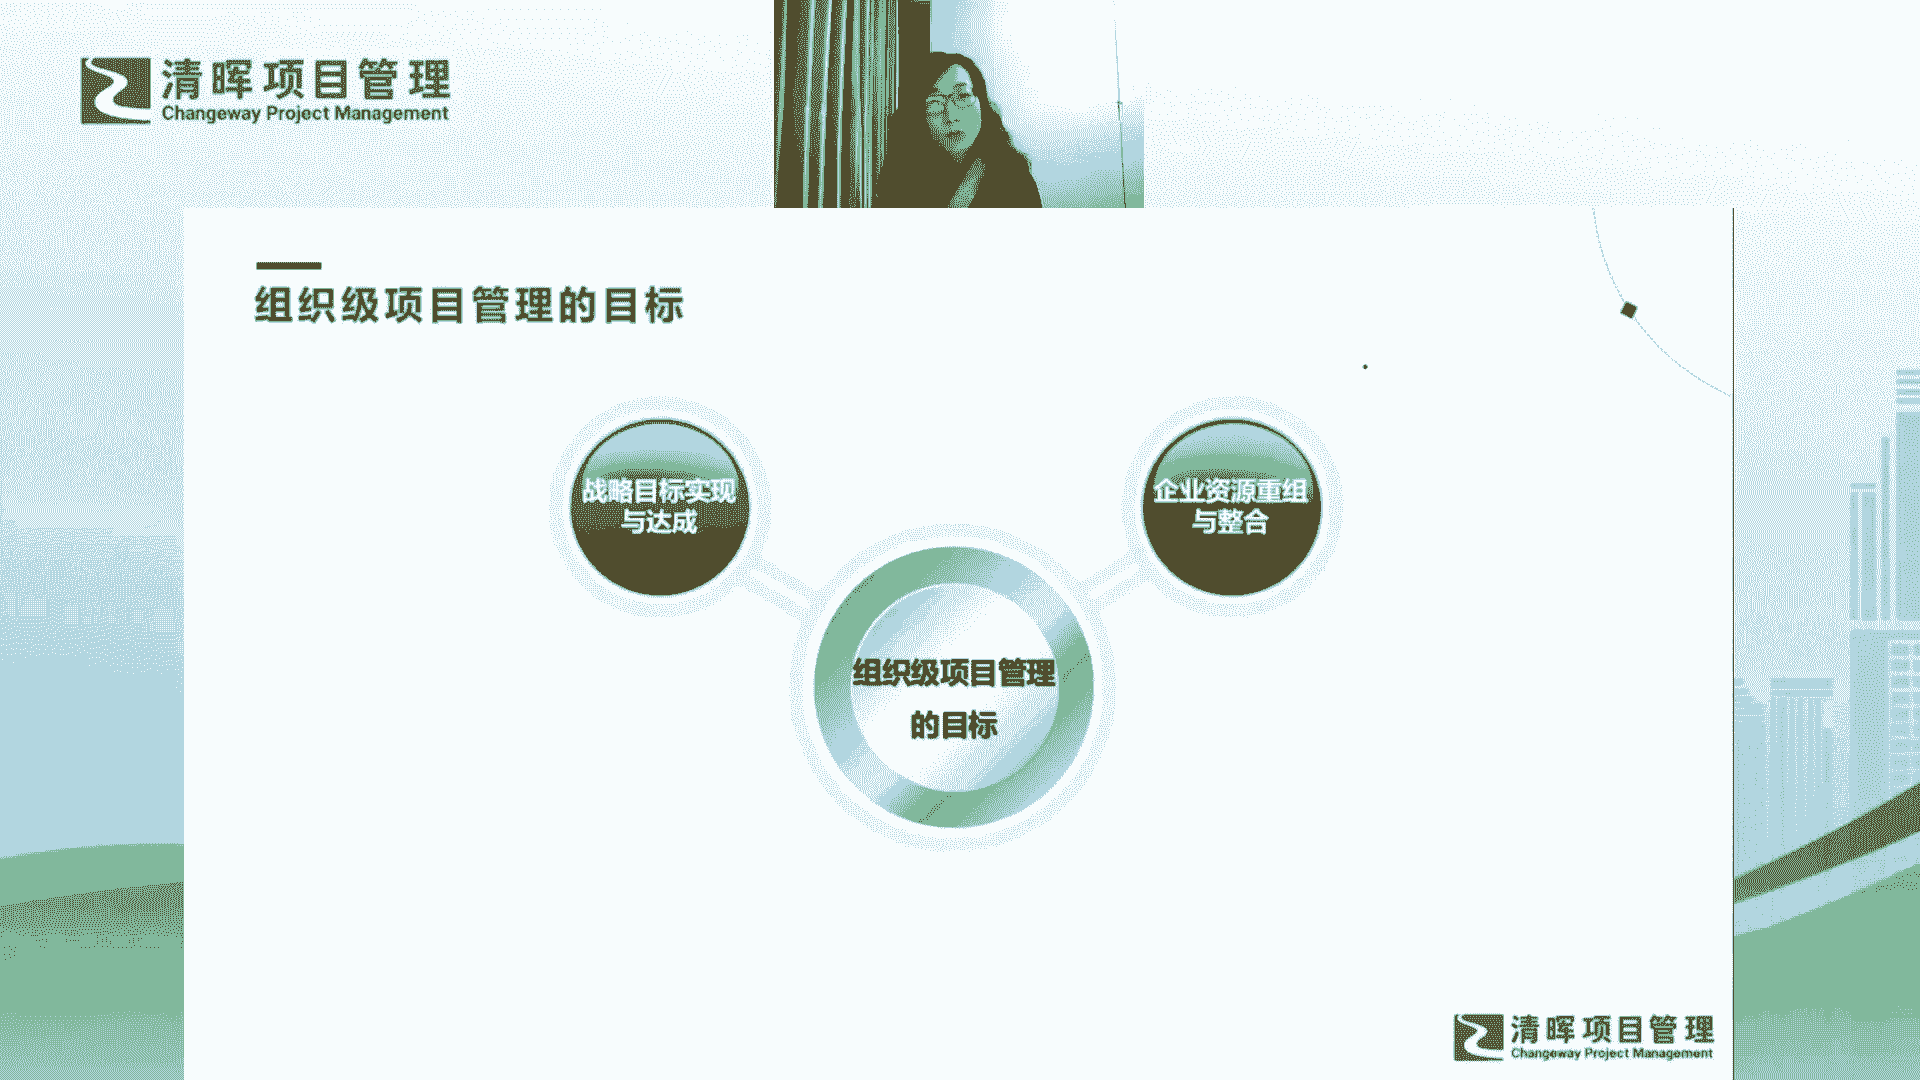 清晖项目管理
Changeway Project Management
组织级项目管理的目标
战略目标实现
与达成
企业资源重组
与整合
组织级项目管理
的目标
清晖项目管理
Changeway Project Management